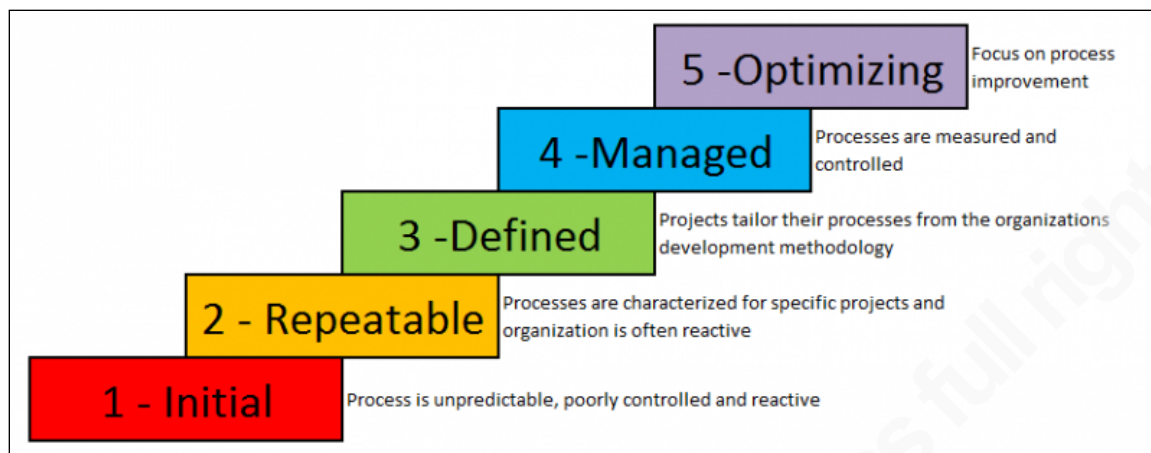 5 -Optimizing
Focus on process
improvement
4 -Managed
Processes are measured and
controlled
3 -Defined
Projects tailor their processes from the organizations
development methodology
2 - Repeatable
Processes are characterized for specific projects and
organization is often reactive
1 - Initial
Process is unpredictable, poorly controlled and reactive
full right